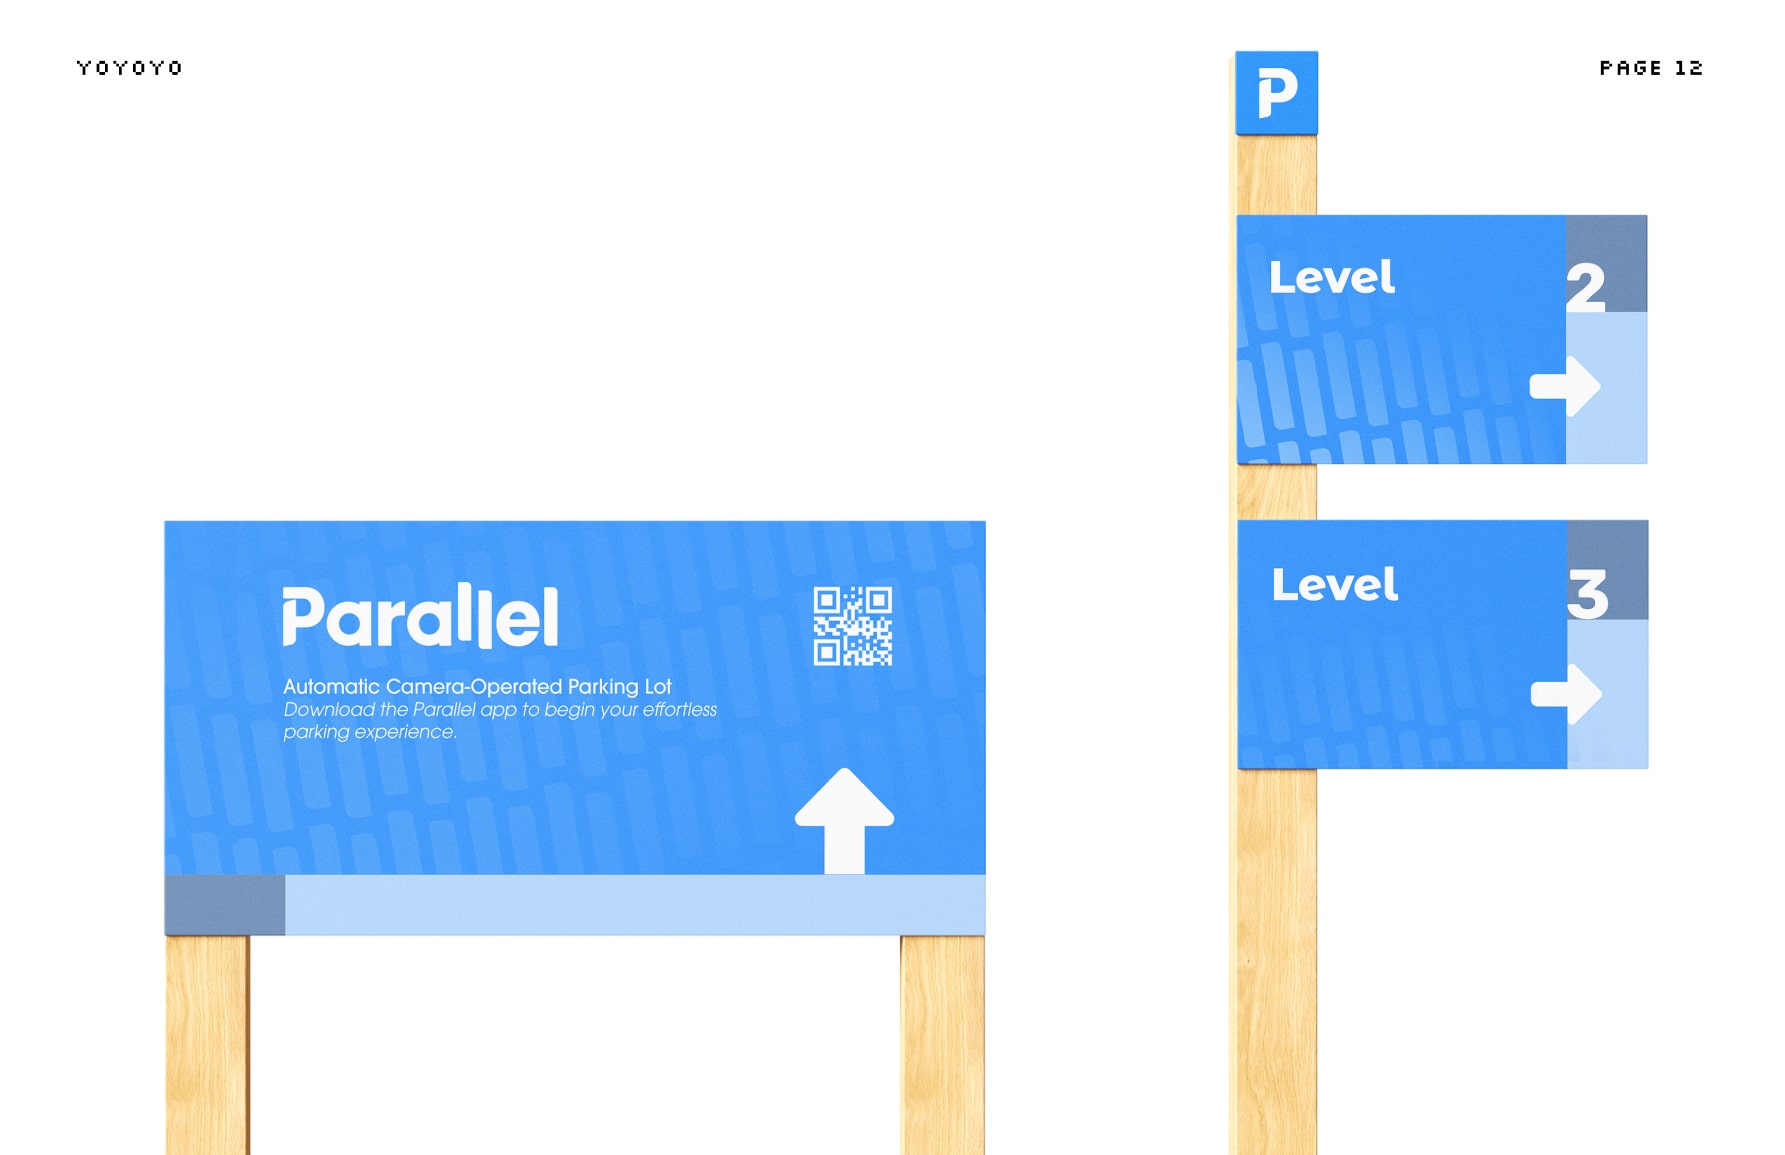 YOYOYO
PAGE 12
P
Level
2
Level
3
Parallel
Automatic Camera-Operated Parking Lot
Download the Parallel app to begin your effortless
parking experience.